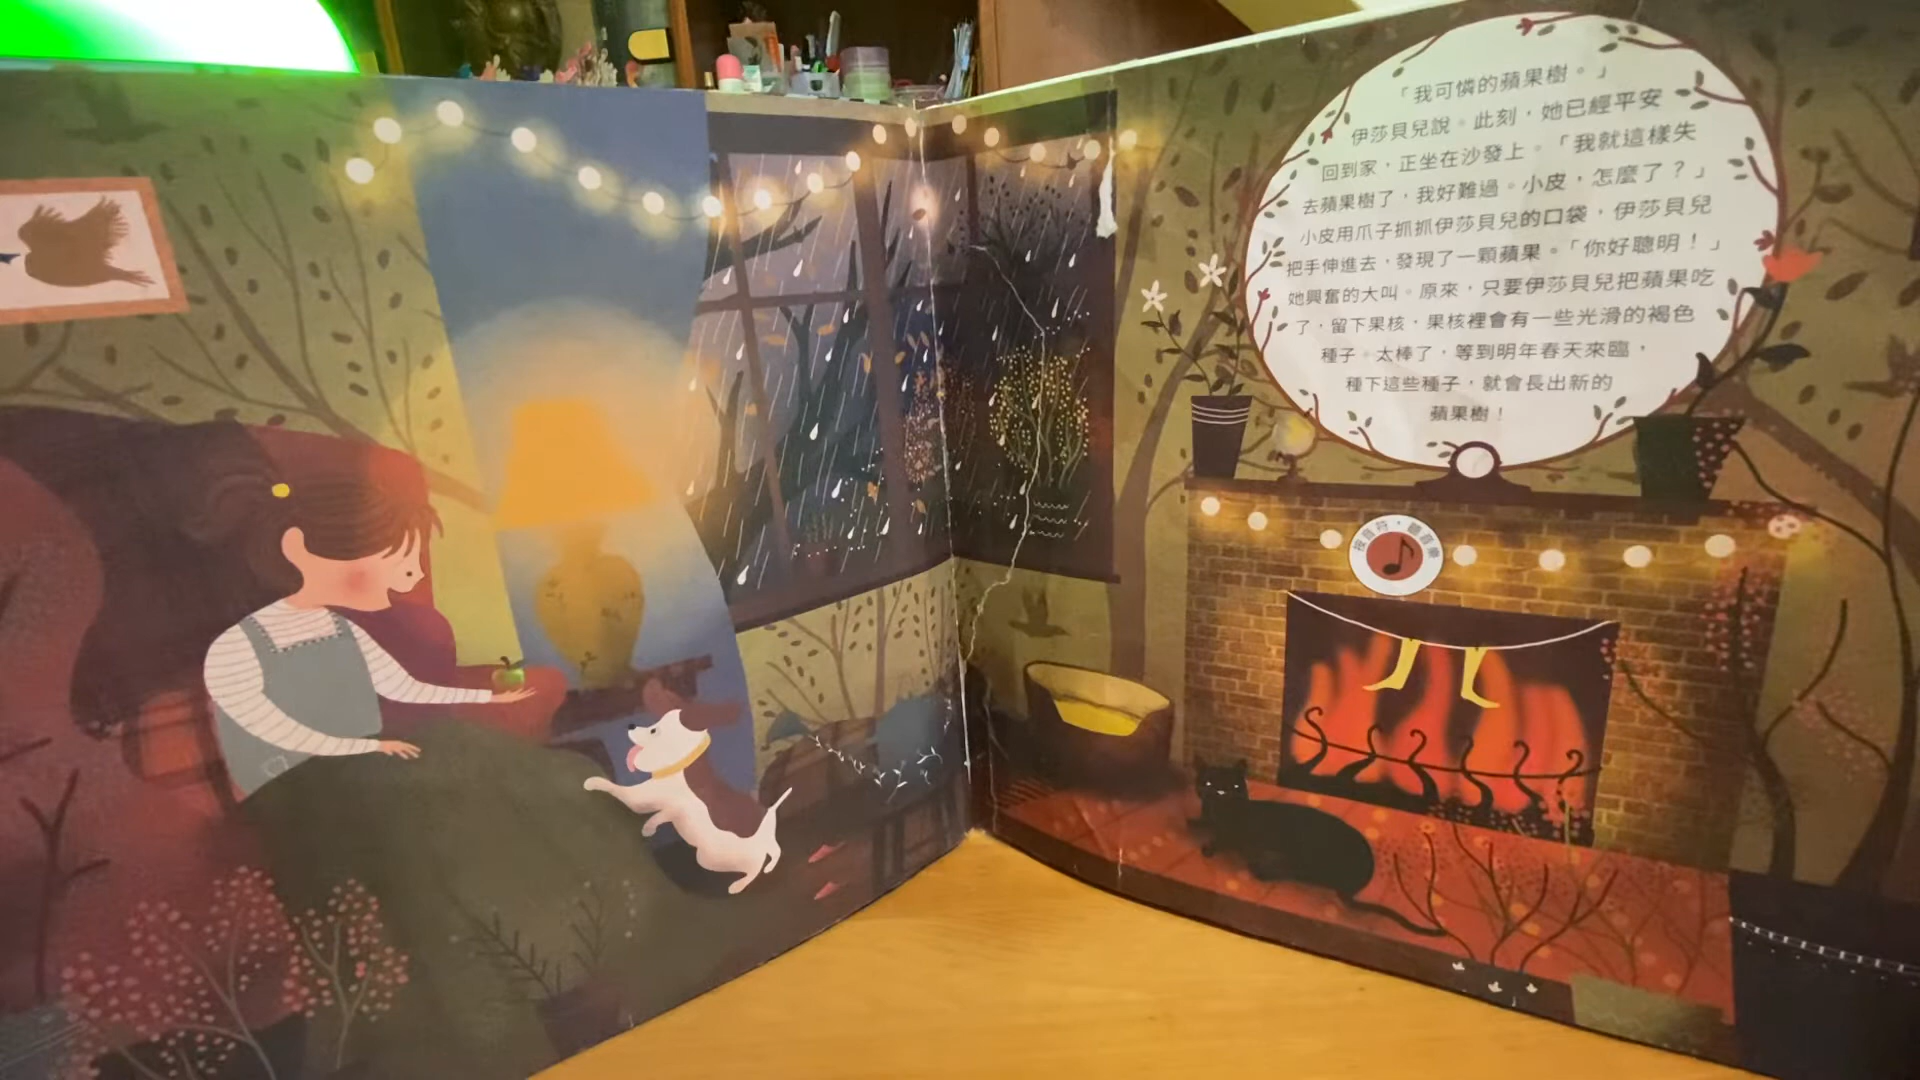 「我可憐的蘋果樹。」
伊莎貝兒說。此刻，她已經平安
回到家，正坐在沙發上。「我就這樣失
去蘋果樹了，我好難過。小皮，怎麼了？」
小皮用爪子抓抓伊莎貝兒的口袋，伊莎貝兒
把手伸進去，發現了一顆蘋果。「你好聰明！」
她興奮的大叫。原來，只要伊莎貝兒把蘋果吃
了，留下果核，果核裡會有一些光滑的褐色
種子。太棒了，等到明年春天來臨，
種下這些種子，就會長出新的
蘋果樹！
按音符，聽音樂